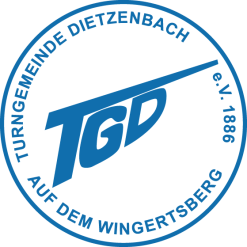 TURNGEMEINDE DIETZENBACH
e.V. 1886
TGD
AUF DEM WINGERTSBERG